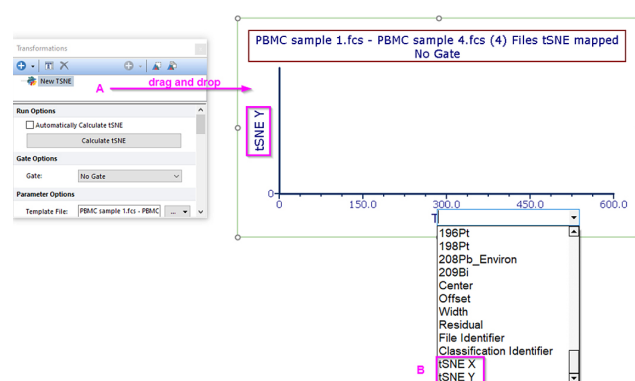 Transformations
New TSNE
A
drag and drop
Run Options
Automatically Calculate tSNE
Calculate tSNE
Gate Options
Gate:
No Gate
Parameter Options
Template File:
PBMC sample 1.fcs - PBMC
...
PBMC sample 1.fcs - PBMC sample 4.fcs (4) Files tSNE mapped
No Gate
tSNE Y
0
0 150.0 300.0 450.0 600.0
T
196Pt
198Pt
208Pb_Environ
209Bi
Center
Offset
Width
Residual
File Identifier
Classification Identifier
B
tSNE X
tSNE Y